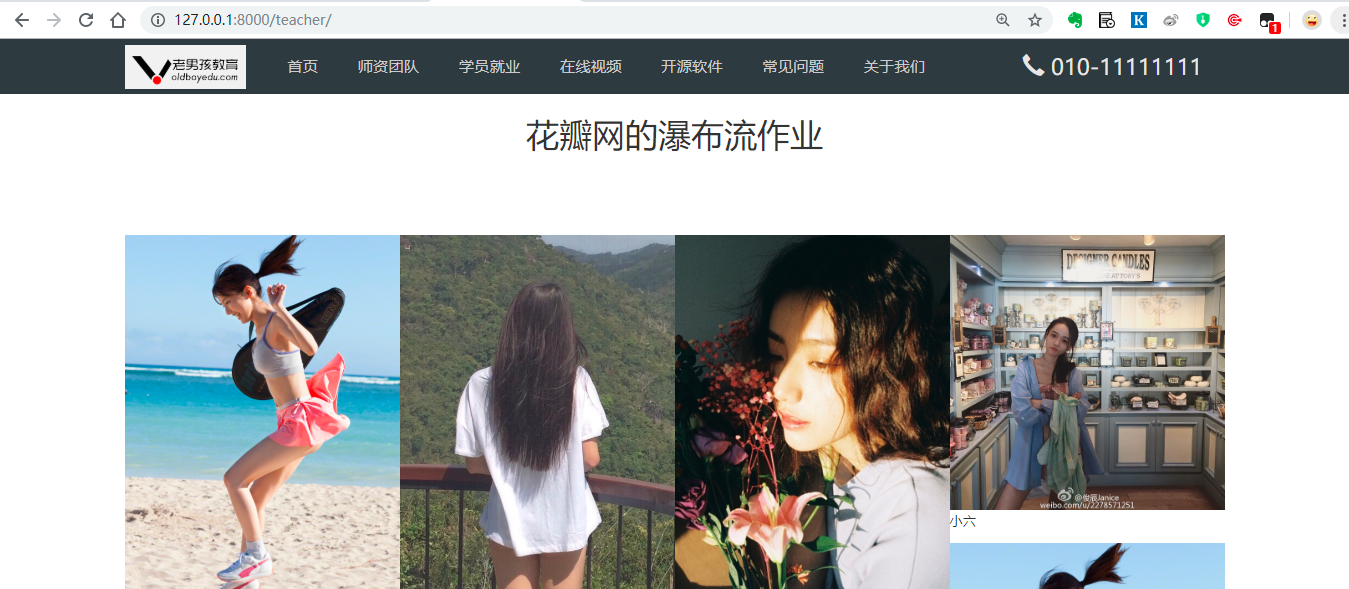 127.0.0.1:8000/teacher/
K
1
老男孩教育
oldboyedu.com
首页 师资团队 学员就业 在线视频 开源软件 常见问题 关于我们 010-11111111
花瓣网的瀑布流作业
DESIGNER CANDLES
@俊辰Janice
weibo.com/u/2278571251
小六